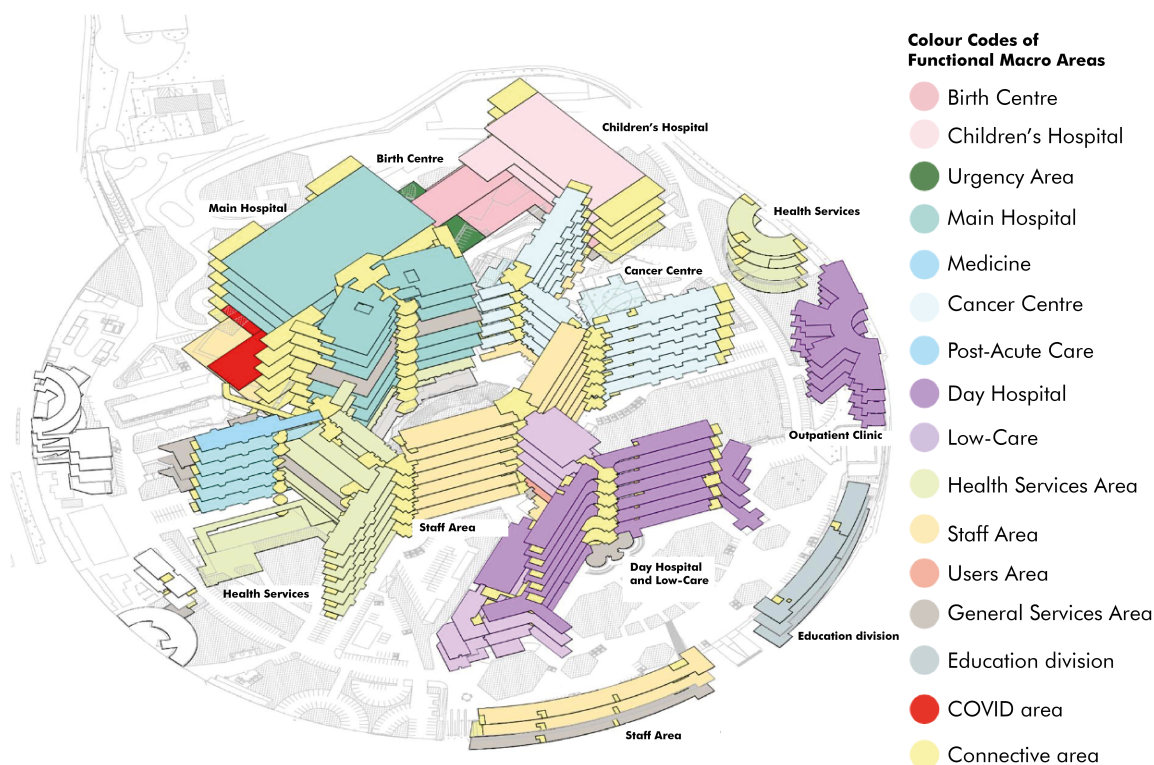 Colour Codes of
Functional Macro Areas
Birth Centre
Children's Hospital
Urgency Area
Main Hospital
Medicine
Cancer Centre
Post-Acute Care
Day Hospital
Low-Care
Health Services Area
Staff Area
Users Area
General Services Area
Education division
COVID area
Connective area
Children's Hospital
Birth Centre
Main Hospital
Health Services
Cancer Centre
Outpatient Clinic
Staff Area
Day Hospital
and Low-Care
Health Services
Education division
Staff Area